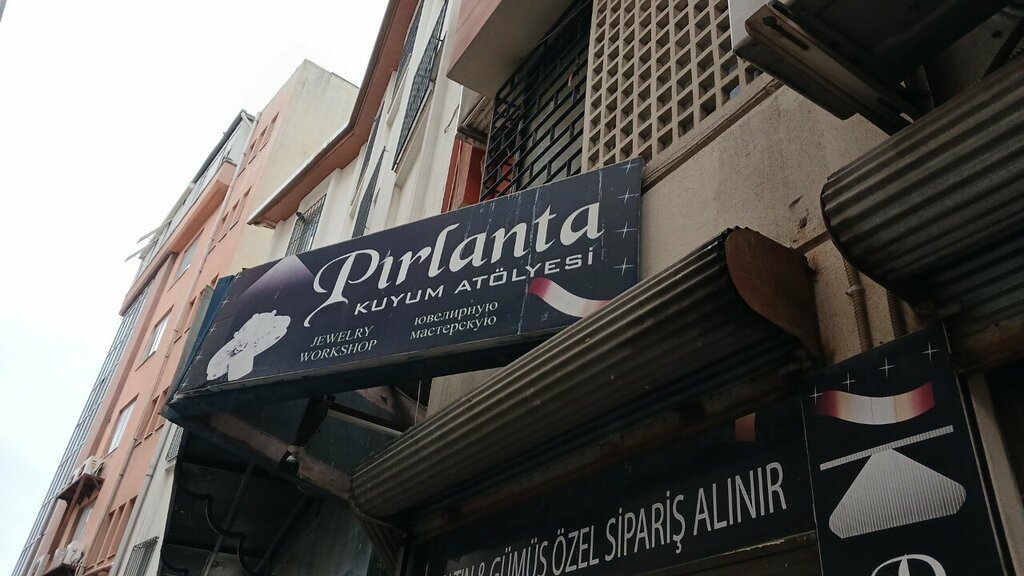 Pırlanta
KUYUM ATÖLYESİ
JEWELRY
WORKSHOP
ювелирную
мастерскую
& GÜMÜŞ ÖZEL SİPARİŞ ALINIR